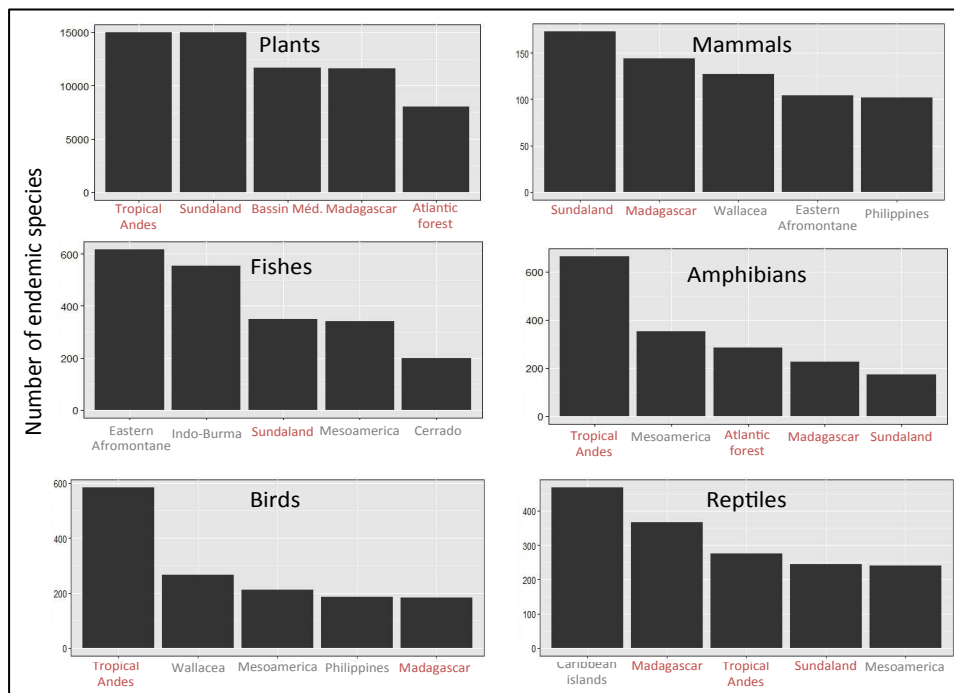 Number of endemic species
Plants
15000
10000
5000
0
Tropical
Andes
Sundaland
Bassin Méd.
Madagascar
Atlantic
forest
Mammals
150
100
50
0
Sundaland
Madagascar
Wallacea
Eastern
Afromontane
Philippines
Fishes
600
400
200
0
Eastern
Afromontane
Indo-Burma
Sundaland
Mesoamerica
Cerrado
Amphibians
600
400
200
0
Tropical
Andes
Mesoamerica
Atlantic
forest
Madagascar
Sundaland
Birds
600
400
200
0
Tropical
Andes
Wallacea
Mesoamerica
Philippines
Madagascar
Reptiles
400
300
200
100
0
Caribbean
islands
Madagascar
Tropical
Andes
Sundaland
Mesoamerica